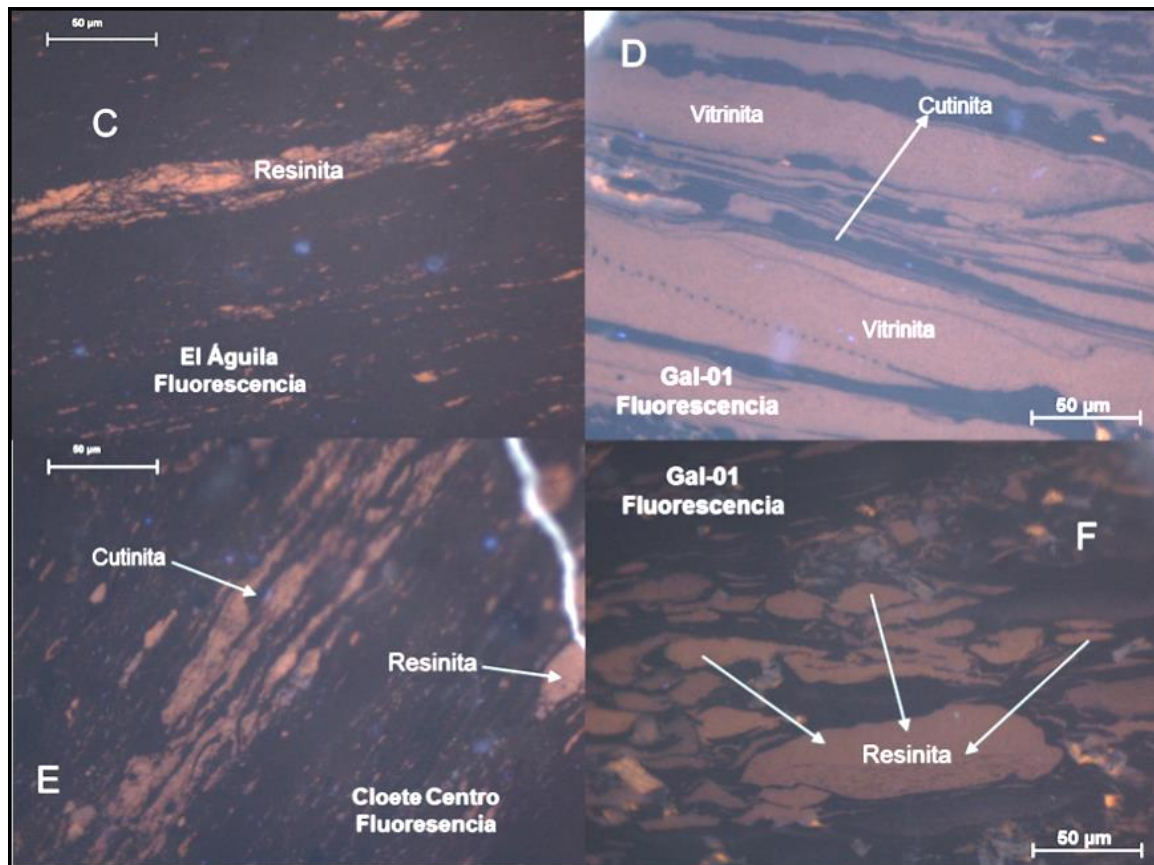 50 µm
C
Resinita
El Águila
Fluorescencia
D
Vitrinita
Cutinita
Vitrinita
Gal-01
Fluorescencia
50 µm
50 µm
Cutinita
Resinita
E
Cloete Centro
Fluoresencia
Gal-01
Fluorescencia
F
Resinita
50 µm